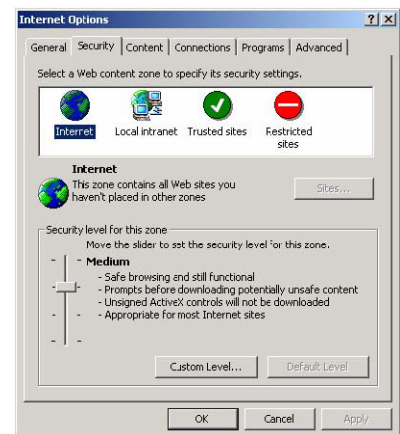 Internet Options
General Security Content Connections Programs Advanced
Select a Web content zone to specify its security settings.
Internet Local intranet Trusted sites Restricted
sites
Internet
This zone contains all Web sites you
haven't placed in other zones
Sites...
Security level for this zone
Move the slider to set the security level for this zone.
Medium
- Safe browsing and still functional
- Prompts before downloading potentially unsafe content
- Unsigned ActiveX controls will not be downloaded
- Appropriate for most Internet sites
Custom Level... Default Level
OK Cancel Apply